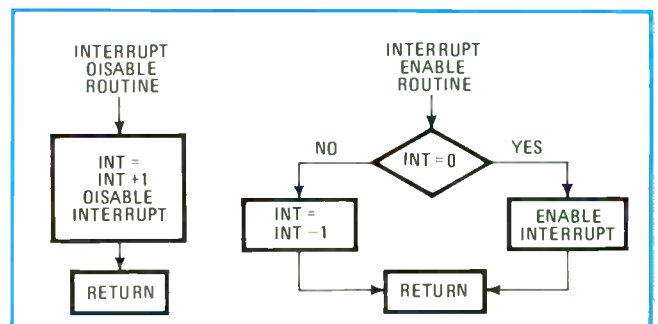 INTERRUPT
OISABLE
ROUTINE
INT =
INT +1
OISABLE
INTERRUPT
RETURN
INTERRUPT
ENABLE
ROUTINE
INT = 0
NO
YES
INT =
INT −1
ENABLE
INTERRUPT
RETURN